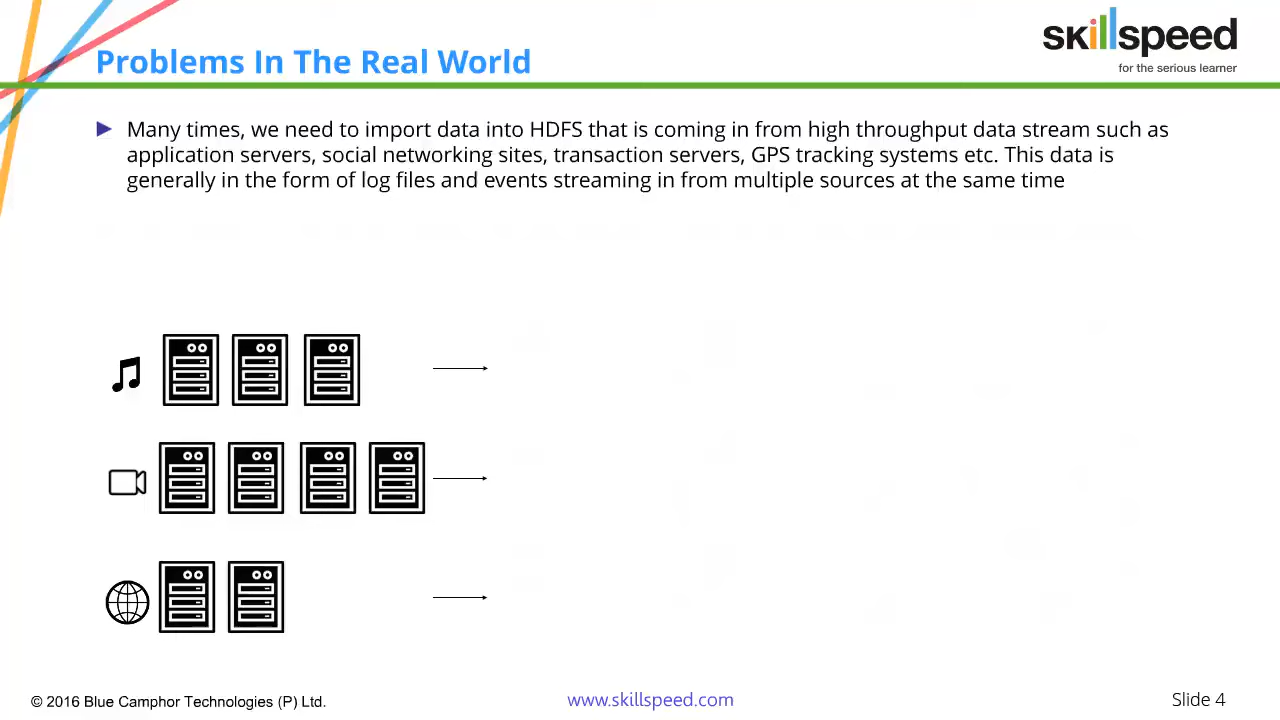 skillspeed
for the serious learner
Problems In The Real World
Many times, we need to import data into HDFS that is coming in from high throughput data stream such as
application servers, social networking sites, transaction servers, GPS tracking systems etc. This data is
generally in the form of log files and events streaming in from multiple sources at the same time
© 2016 Blue Camphor Technologies (P) Ltd.
www.skillspeed.com
Slide 4